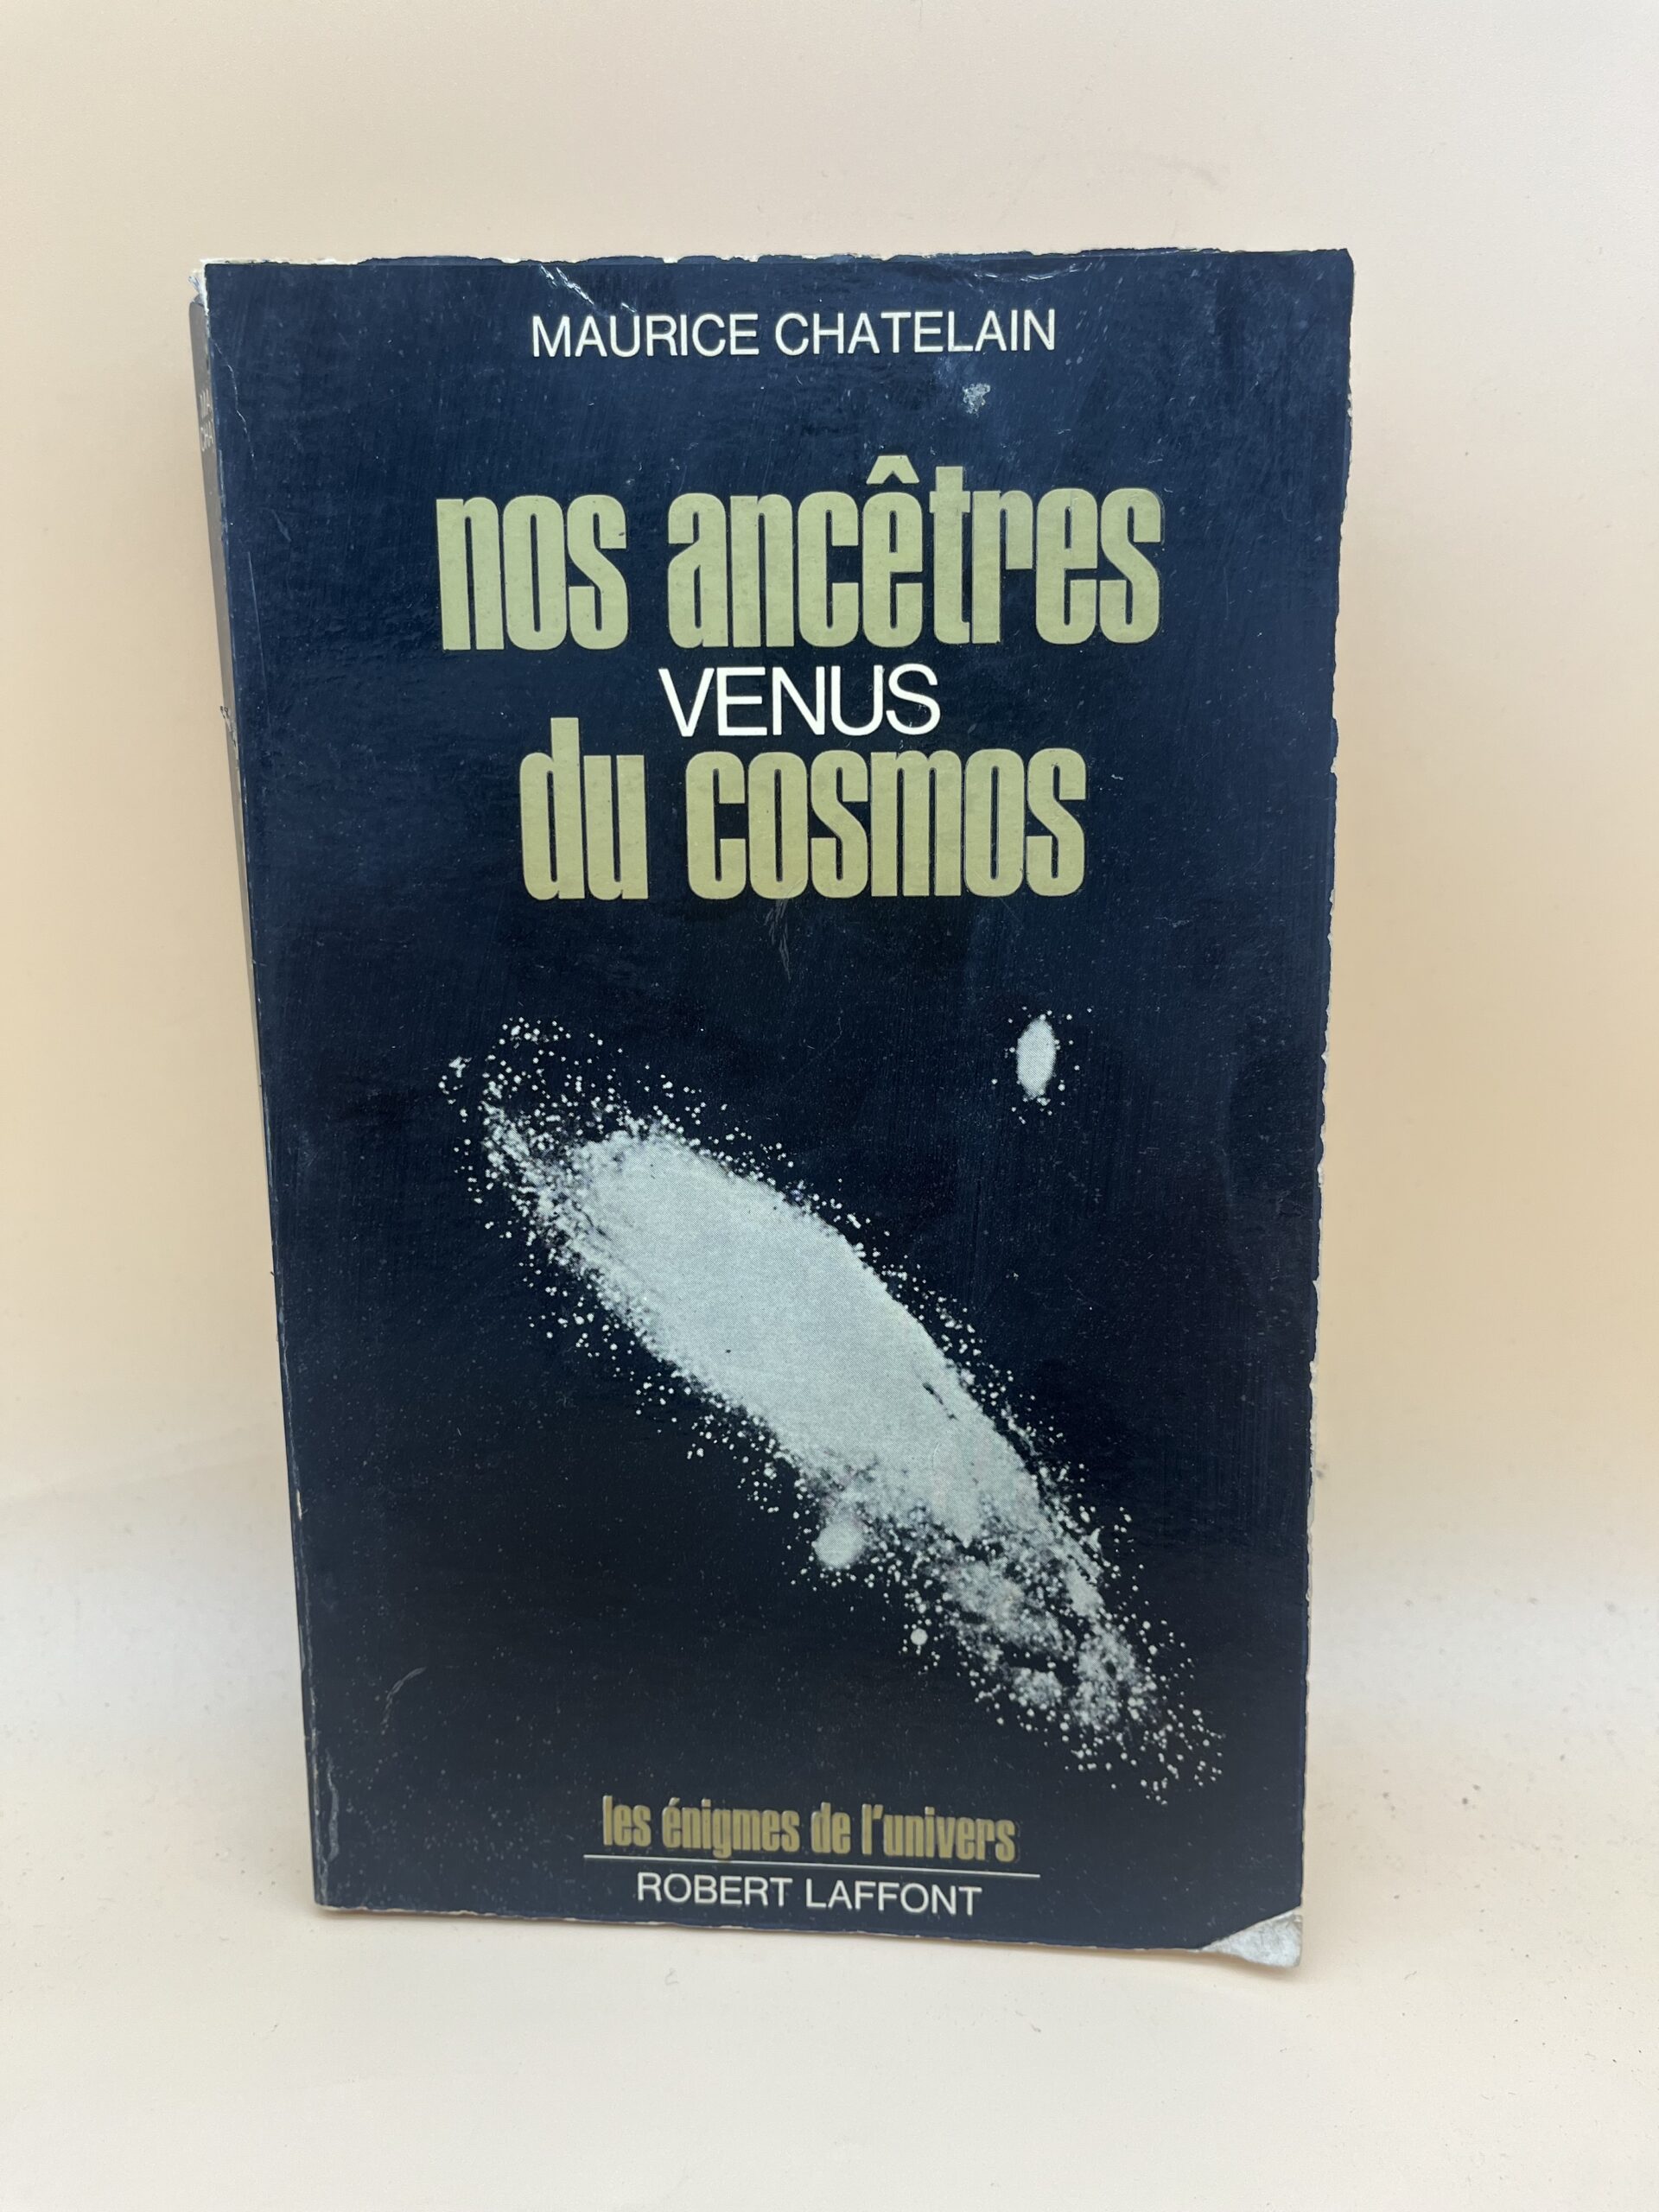 MAURICE CHATELAIN
nos ancêtres
VENUS
du cosmos
les énigmes de l'univers
ROBERT LAFFONT